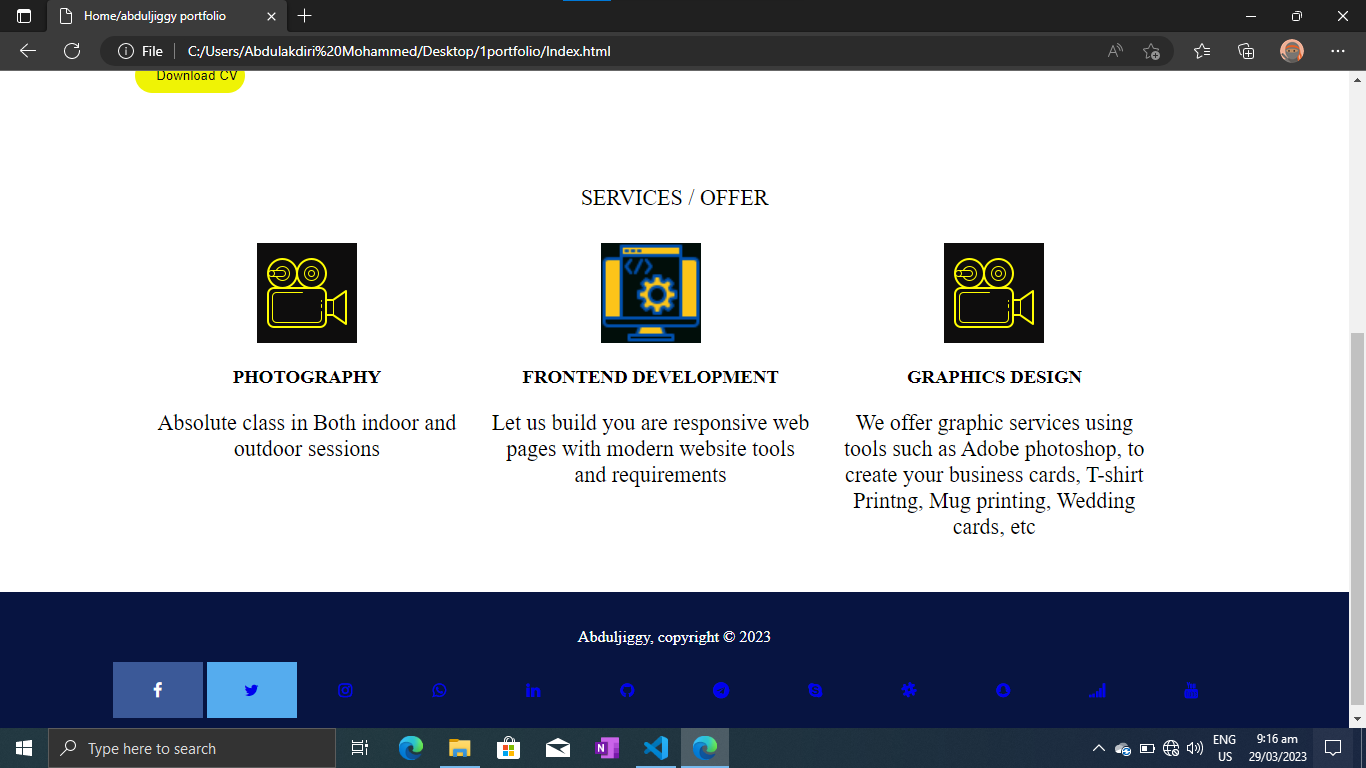 Home/abduljiggy portfolio
File
C:/Users/Abdulakdiri%20Mohammed/Desktop/1portfolio/Index.html
Download CV
SERVICES / OFFER
PHOTOGRAPHY
Absolute class in Both indoor and
outdoor sessions
FRONTEND DEVELOPMENT
Let us build you are responsive web
pages with modern website tools
and requirements
GRAPHICS DESIGN
We offer graphic services using
tools such as Adobe photoshop, to
create your business cards, T-shirt
Printng, Mug printing, Wedding
cards, etc
Abduljiggy, copyright © 2023
Type here to search
ENG
US
9:16 am
29/03/2023